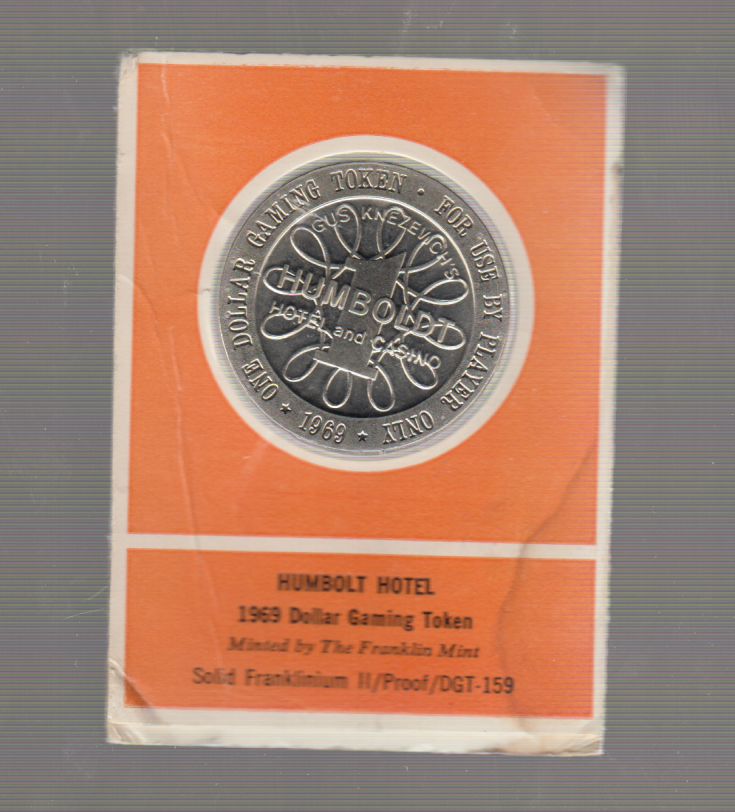 ONE DOLLAR GAMING TOKEN · FOR USE BY PLAYER ONLY
★ 1969 ★
GUS KNEZEVICH'S
HUMBOLDT
HOTEL and CASINO
1
HUMBOLT HOTEL
1969 Dollar Gaming Token
Minted by The Franklin Mint
Solid Franklinium II/Proof/DGT-159